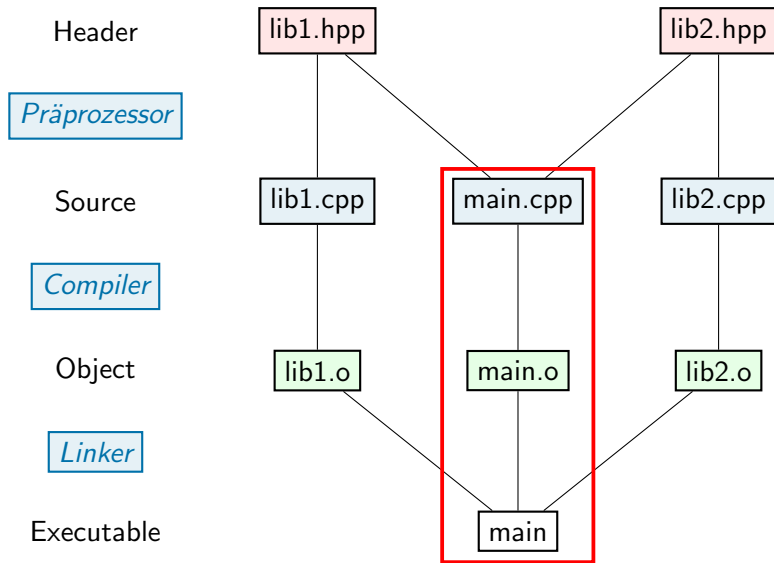 Header
lib1.hpp
lib2.hpp
Präprozessor
Source
lib1.cpp
main.cpp
lib2.cpp
Compiler
Object
lib1.o
main.o
lib2.o
Linker
Executable
main